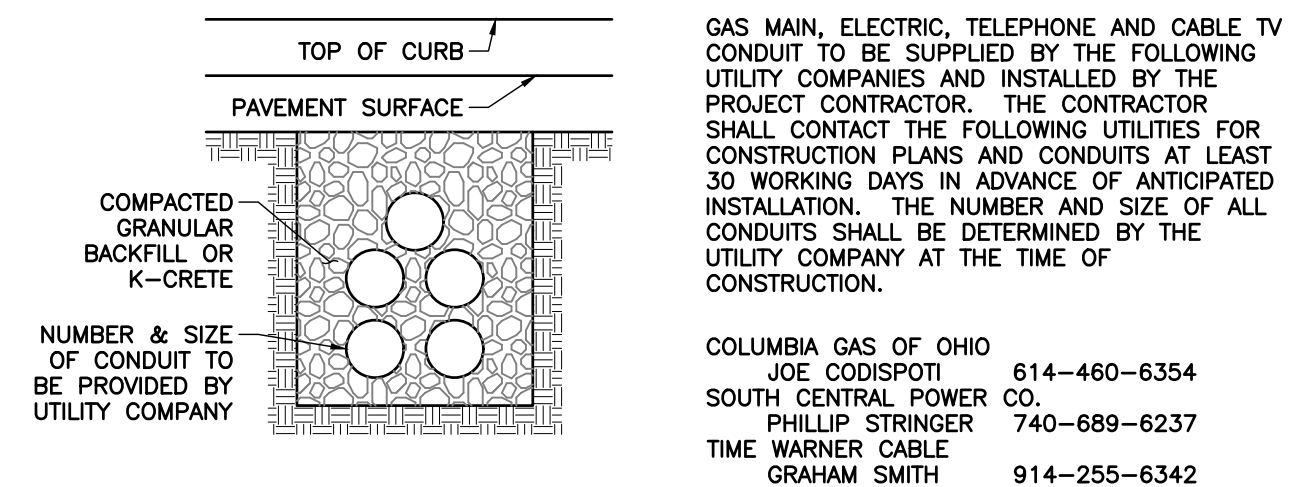 TOP OF CURB
PAVEMENT SURFACE
COMPACTED
GRANULAR
BACKFILL OR
K-CRETE
NUMBER & SIZE
OF CONDUIT TO
BE PROVIDED BY
UTILITY COMPANY
GAS MAIN, ELECTRIC, TELEPHONE AND CABLE TV
CONDUIT TO BE SUPPLIED BY THE FOLLOWING
UTILITY COMPANIES AND INSTALLED BY THE
PROJECT CONTRACTOR. THE CONTRACTOR
SHALL CONTACT THE FOLLOWING UTILITIES FOR
CONSTRUCTION PLANS AND CONDUITS AT LEAST
30 WORKING DAYS IN ADVANCE OF ANTICIPATED
INSTALLATION. THE NUMBER AND SIZE OF ALL
CONDUITS SHALL BE DETERMINED BY THE
UTILITY COMPANY AT THE TIME OF
CONSTRUCTION.
COLUMBIA GAS OF OHIO
JOE CODISPOTI 614-460-6354
SOUTH CENTRAL POWER CO.
PHILLIP STRINGER 740-689-6237
TIME WARNER CABLE
GRAHAM SMITH 914-255-6342